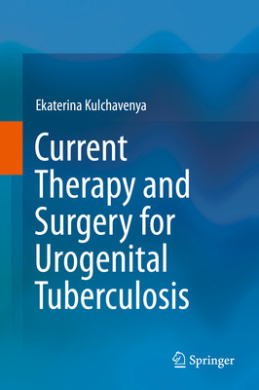 Ekaterina Kulchavenya
Current
Therapy and
Surgery for
Urogenital
Tuberculosis
Springer